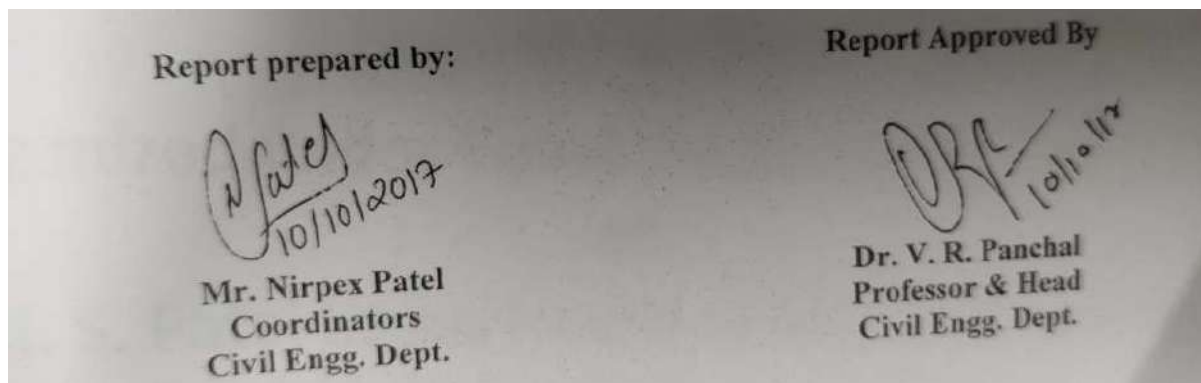 Report prepared by:
N Patel
10/10/2017
Mr. Nirpex Patel
Coordinators
Civil Engg. Dept.
Report Approved By
10/10/17
Dr. V. R. Panchal
Professor & Head
Civil Engg. Dept.